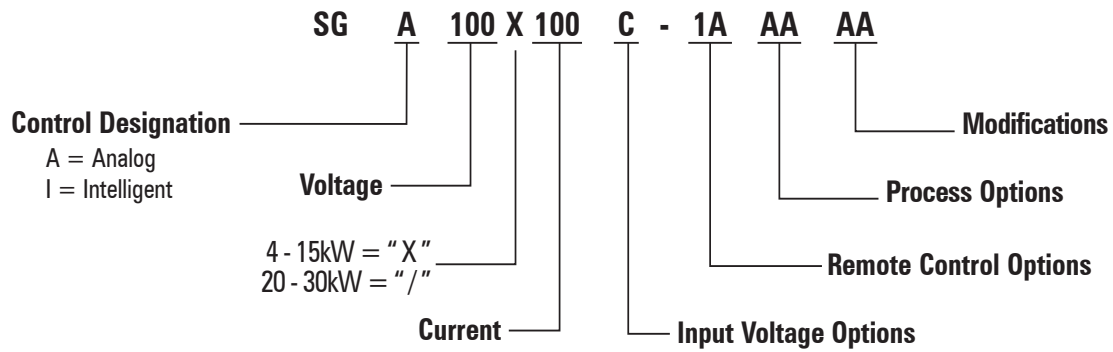 SG A 100 X 100 C - 1A AA AA
Control Designation
A = Analog
I = Intelligent
Voltage
4 - 15kW = "X"
20 - 30kW = "/"
Current
Input Voltage Options
Remote Control Options
Process Options
Modifications